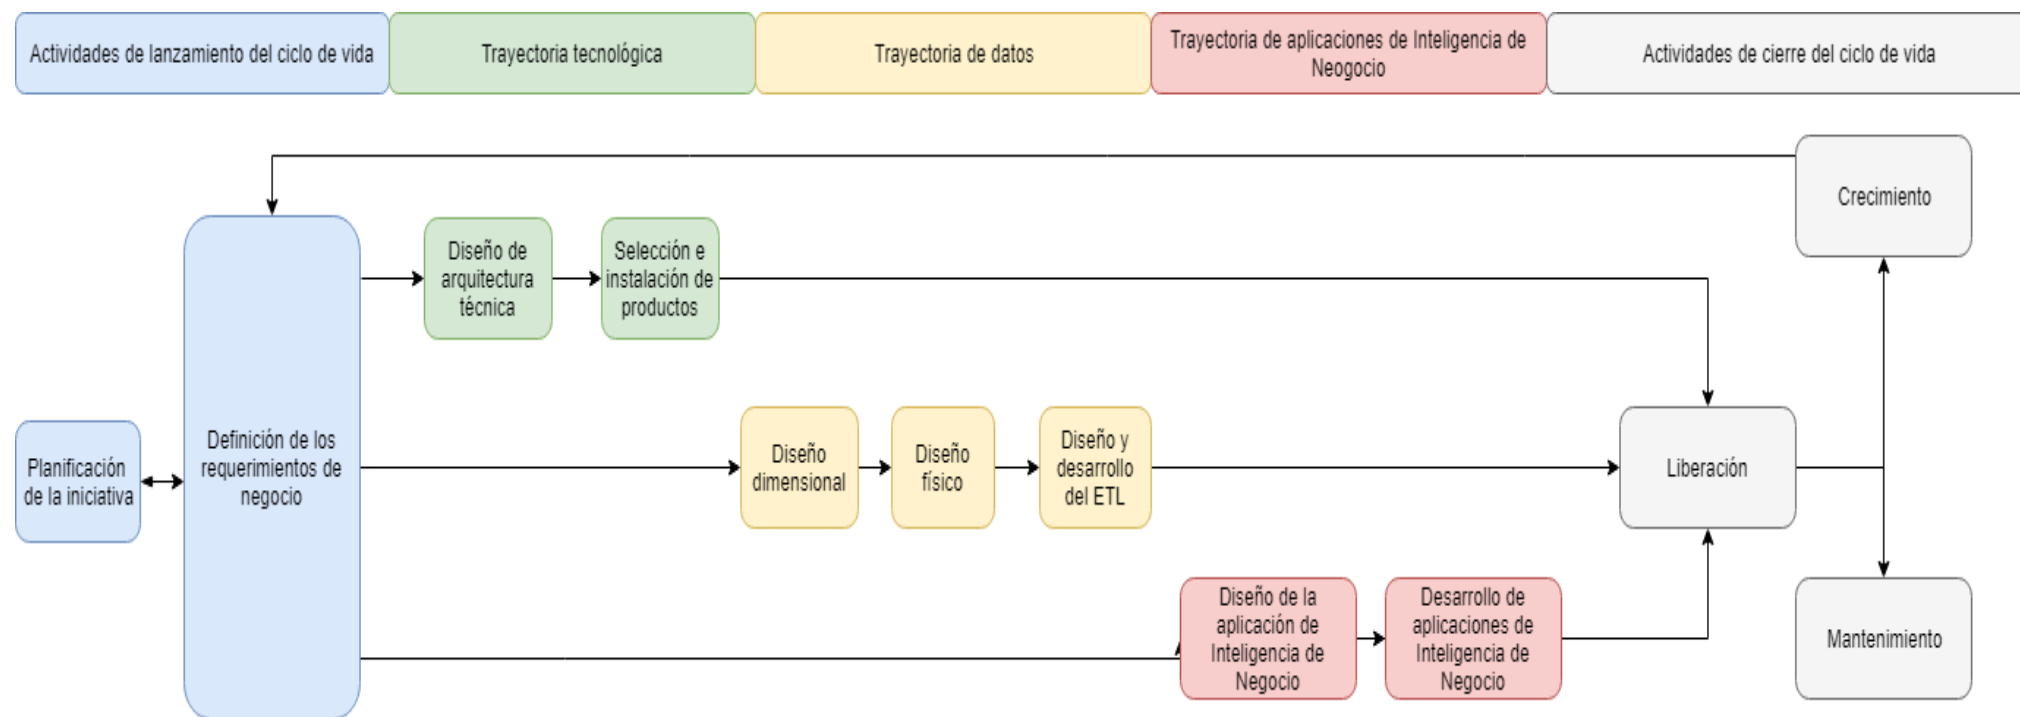 Actividades de lanzamiento del ciclo de vida
Trayectoria tecnológica
Trayectoria de datos
Trayectoria de aplicaciones de Inteligencia de
Neogocio
Actividades de cierre del ciclo de vida
Crecimiento
Diseño de
arquitectura
técnica
Selección e
instalación de
productos
Planificación
de la iniciativa
Definición de los
requerimientos de
negocio
Diseño
dimensional
Diseño
físico
Diseño y
desarrollo
del ETL
Liberación
Diseño de la
aplicación de
Inteligencia de
Negocio
Desarrollo de
aplicaciones de
Inteligencia de
Negocio
Mantenimiento